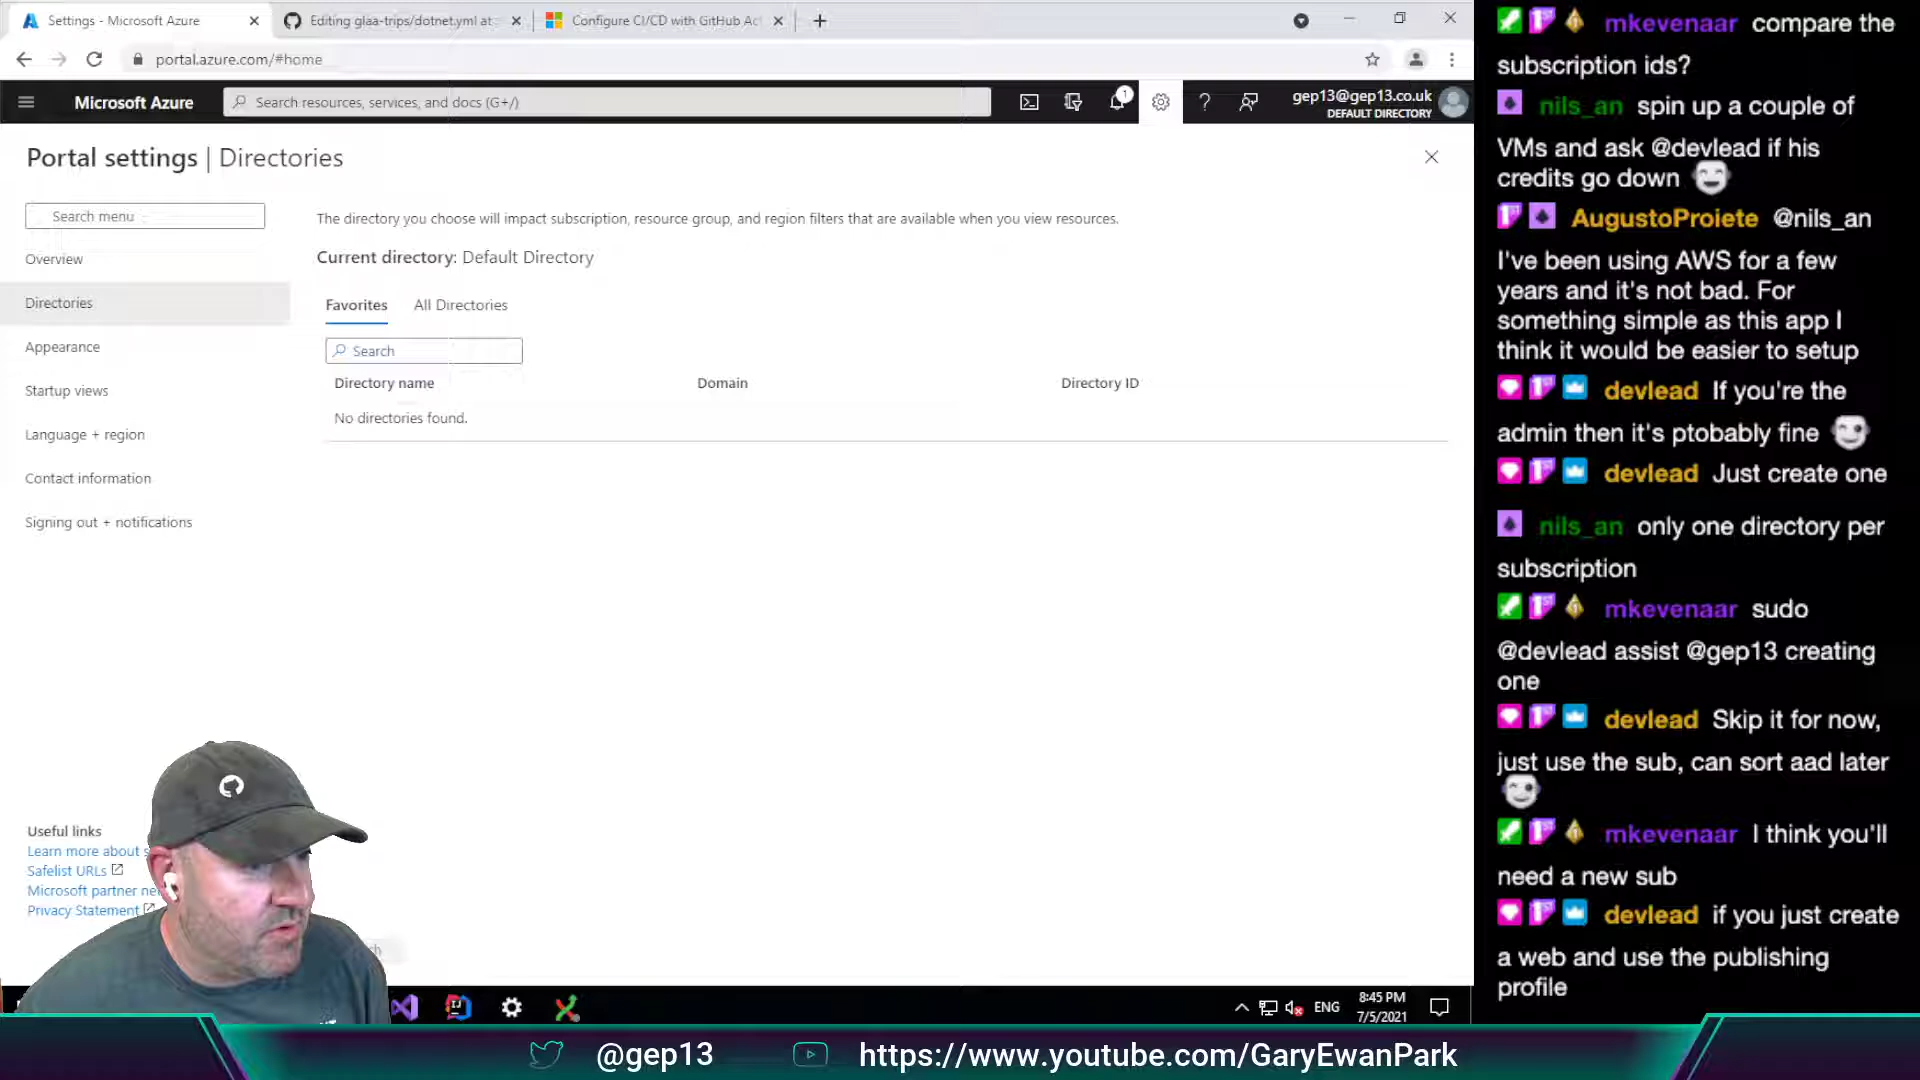 Settings - Microsoft Azure
Editing glaa-trips/dotnet.yml at
Configure CI/CD with GitHub Ac
portal.azure.com/#home
Microsoft Azure
Search resources, services, and docs (G+/)
1
gep13@gep13.co.uk
DEFAULT DIRECTORY
Portal settings | Directories
Search menu
Overview
Directories
Appearance
Startup views
Language + region
Contact information
Signing out + notifications
Useful links
Learn more about s
Safelist URLs
Microsoft partner ne
Privacy Statement
The directory you choose will impact subscription, resource group, and region filters that are available when you view resources.
Current directory: Default Directory
Favorites All Directories
Search
Directory name Domain Directory ID
No directories found.
ENG
8:45 PM
7/5/2021
@gep13
https://www.youtube.com/GaryEwanPark
mkevenaar compare the
subscription ids?
nils_an spin up a couple of
VMs and ask @devlead if his
credits go down
AugustoProiete @nils_an
I've been using AWS for a few
years and it's not bad. For
something simple as this app I
think it would be easier to setup
devlead If you're the
admin then it's ptobably fine
devlead Just create one
nils_an only one directory per
subscription
mkevenaar sudo
@devlead assist @gep13 creating
one
devlead Skip it for now,
just use the sub, can sort aad later
mkevenaar I think you'll
need a new sub
devlead if you just create
a web and use the publishing
profile